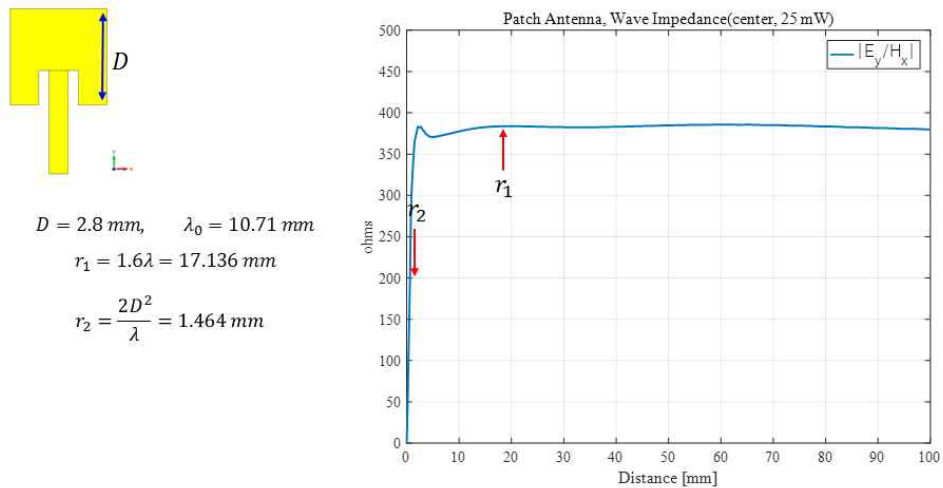 D
D = 2.8 mm, λ₀ = 10.71 mm
r₁ = 1.6λ = 17.136 mm
r₂ = 2D²/λ = 1.464 mm
Patch Antenna, Wave Impedance(center, 25 mW)
|E_y/H_x|
500
450
400
350
300
250
200
150
100
50
0
ohms
r₁
r₂
0 10 20 30 40 50 60 70 80 90 100
Distance [mm]